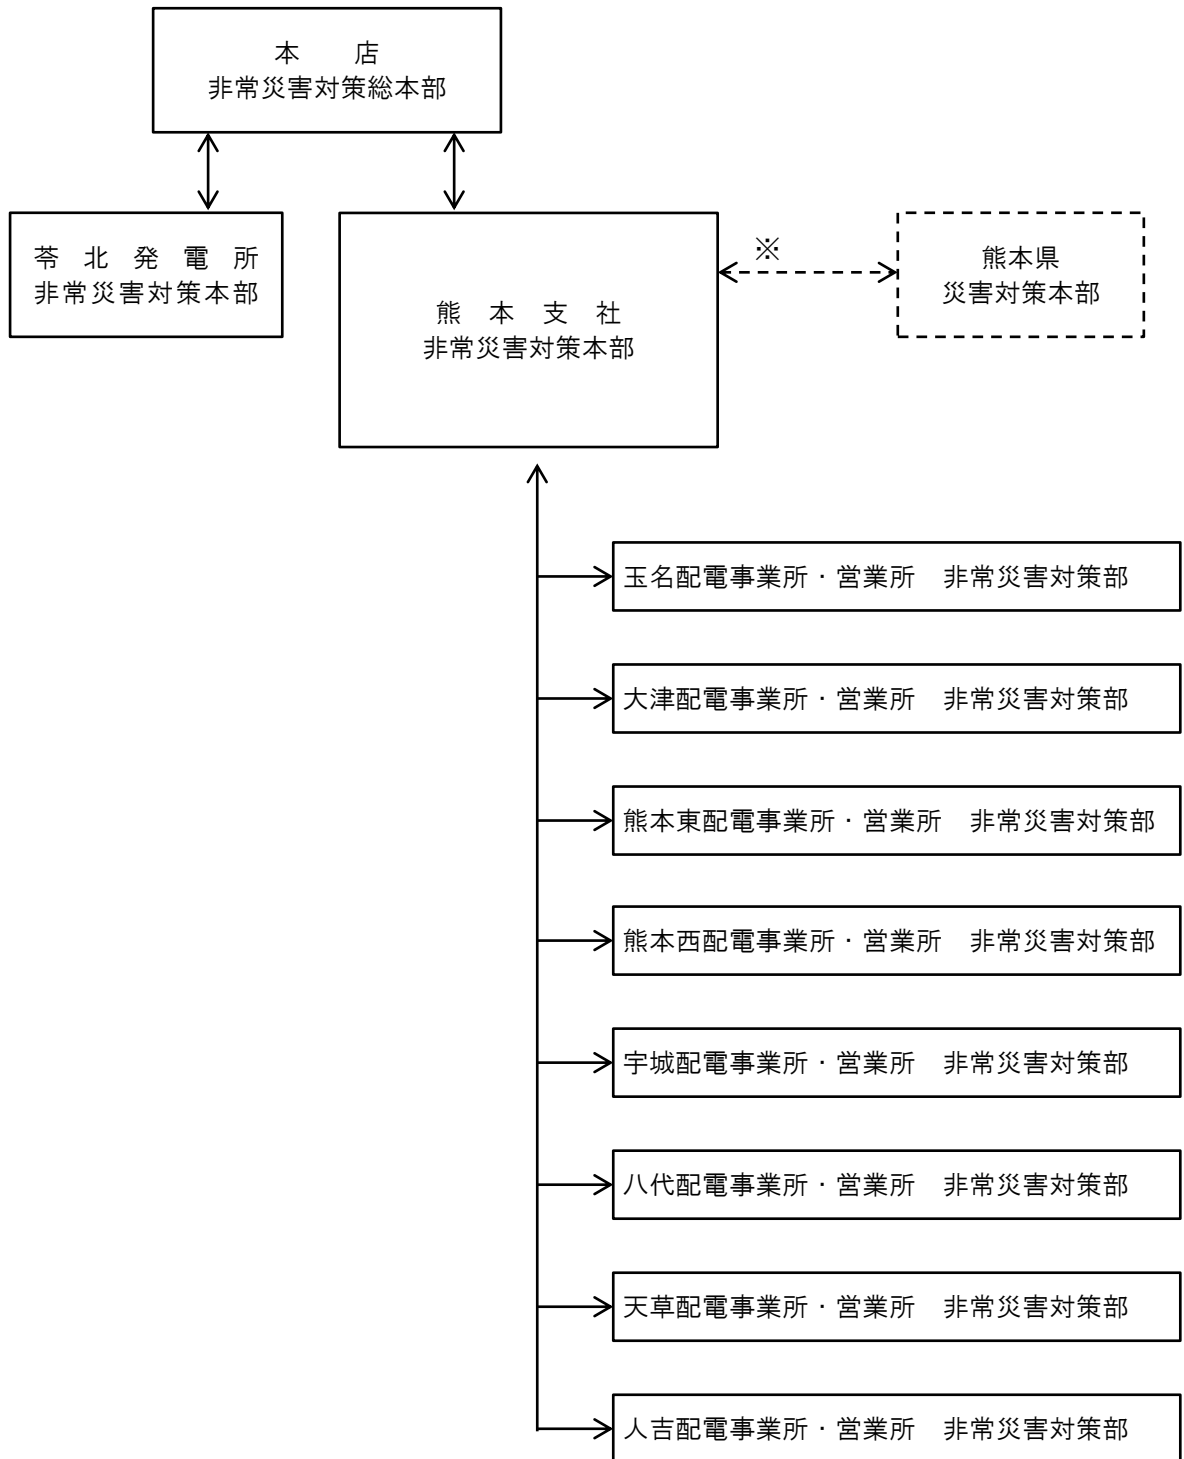 本　　店
非常災害対策総本部
苓　北　発　電　所
非常災害対策本部
熊　本　支　社
非常災害対策本部
※
熊本県
災害対策本部
玉名配電事業所・営業所　非常災害対策部
大津配電事業所・営業所　非常災害対策部
熊本東配電事業所・営業所　非常災害対策部
熊本西配電事業所・営業所　非常災害対策部
宇城配電事業所・営業所　非常災害対策部
八代配電事業所・営業所　非常災害対策部
天草配電事業所・営業所　非常災害対策部
人吉配電事業所・営業所　非常災害対策部